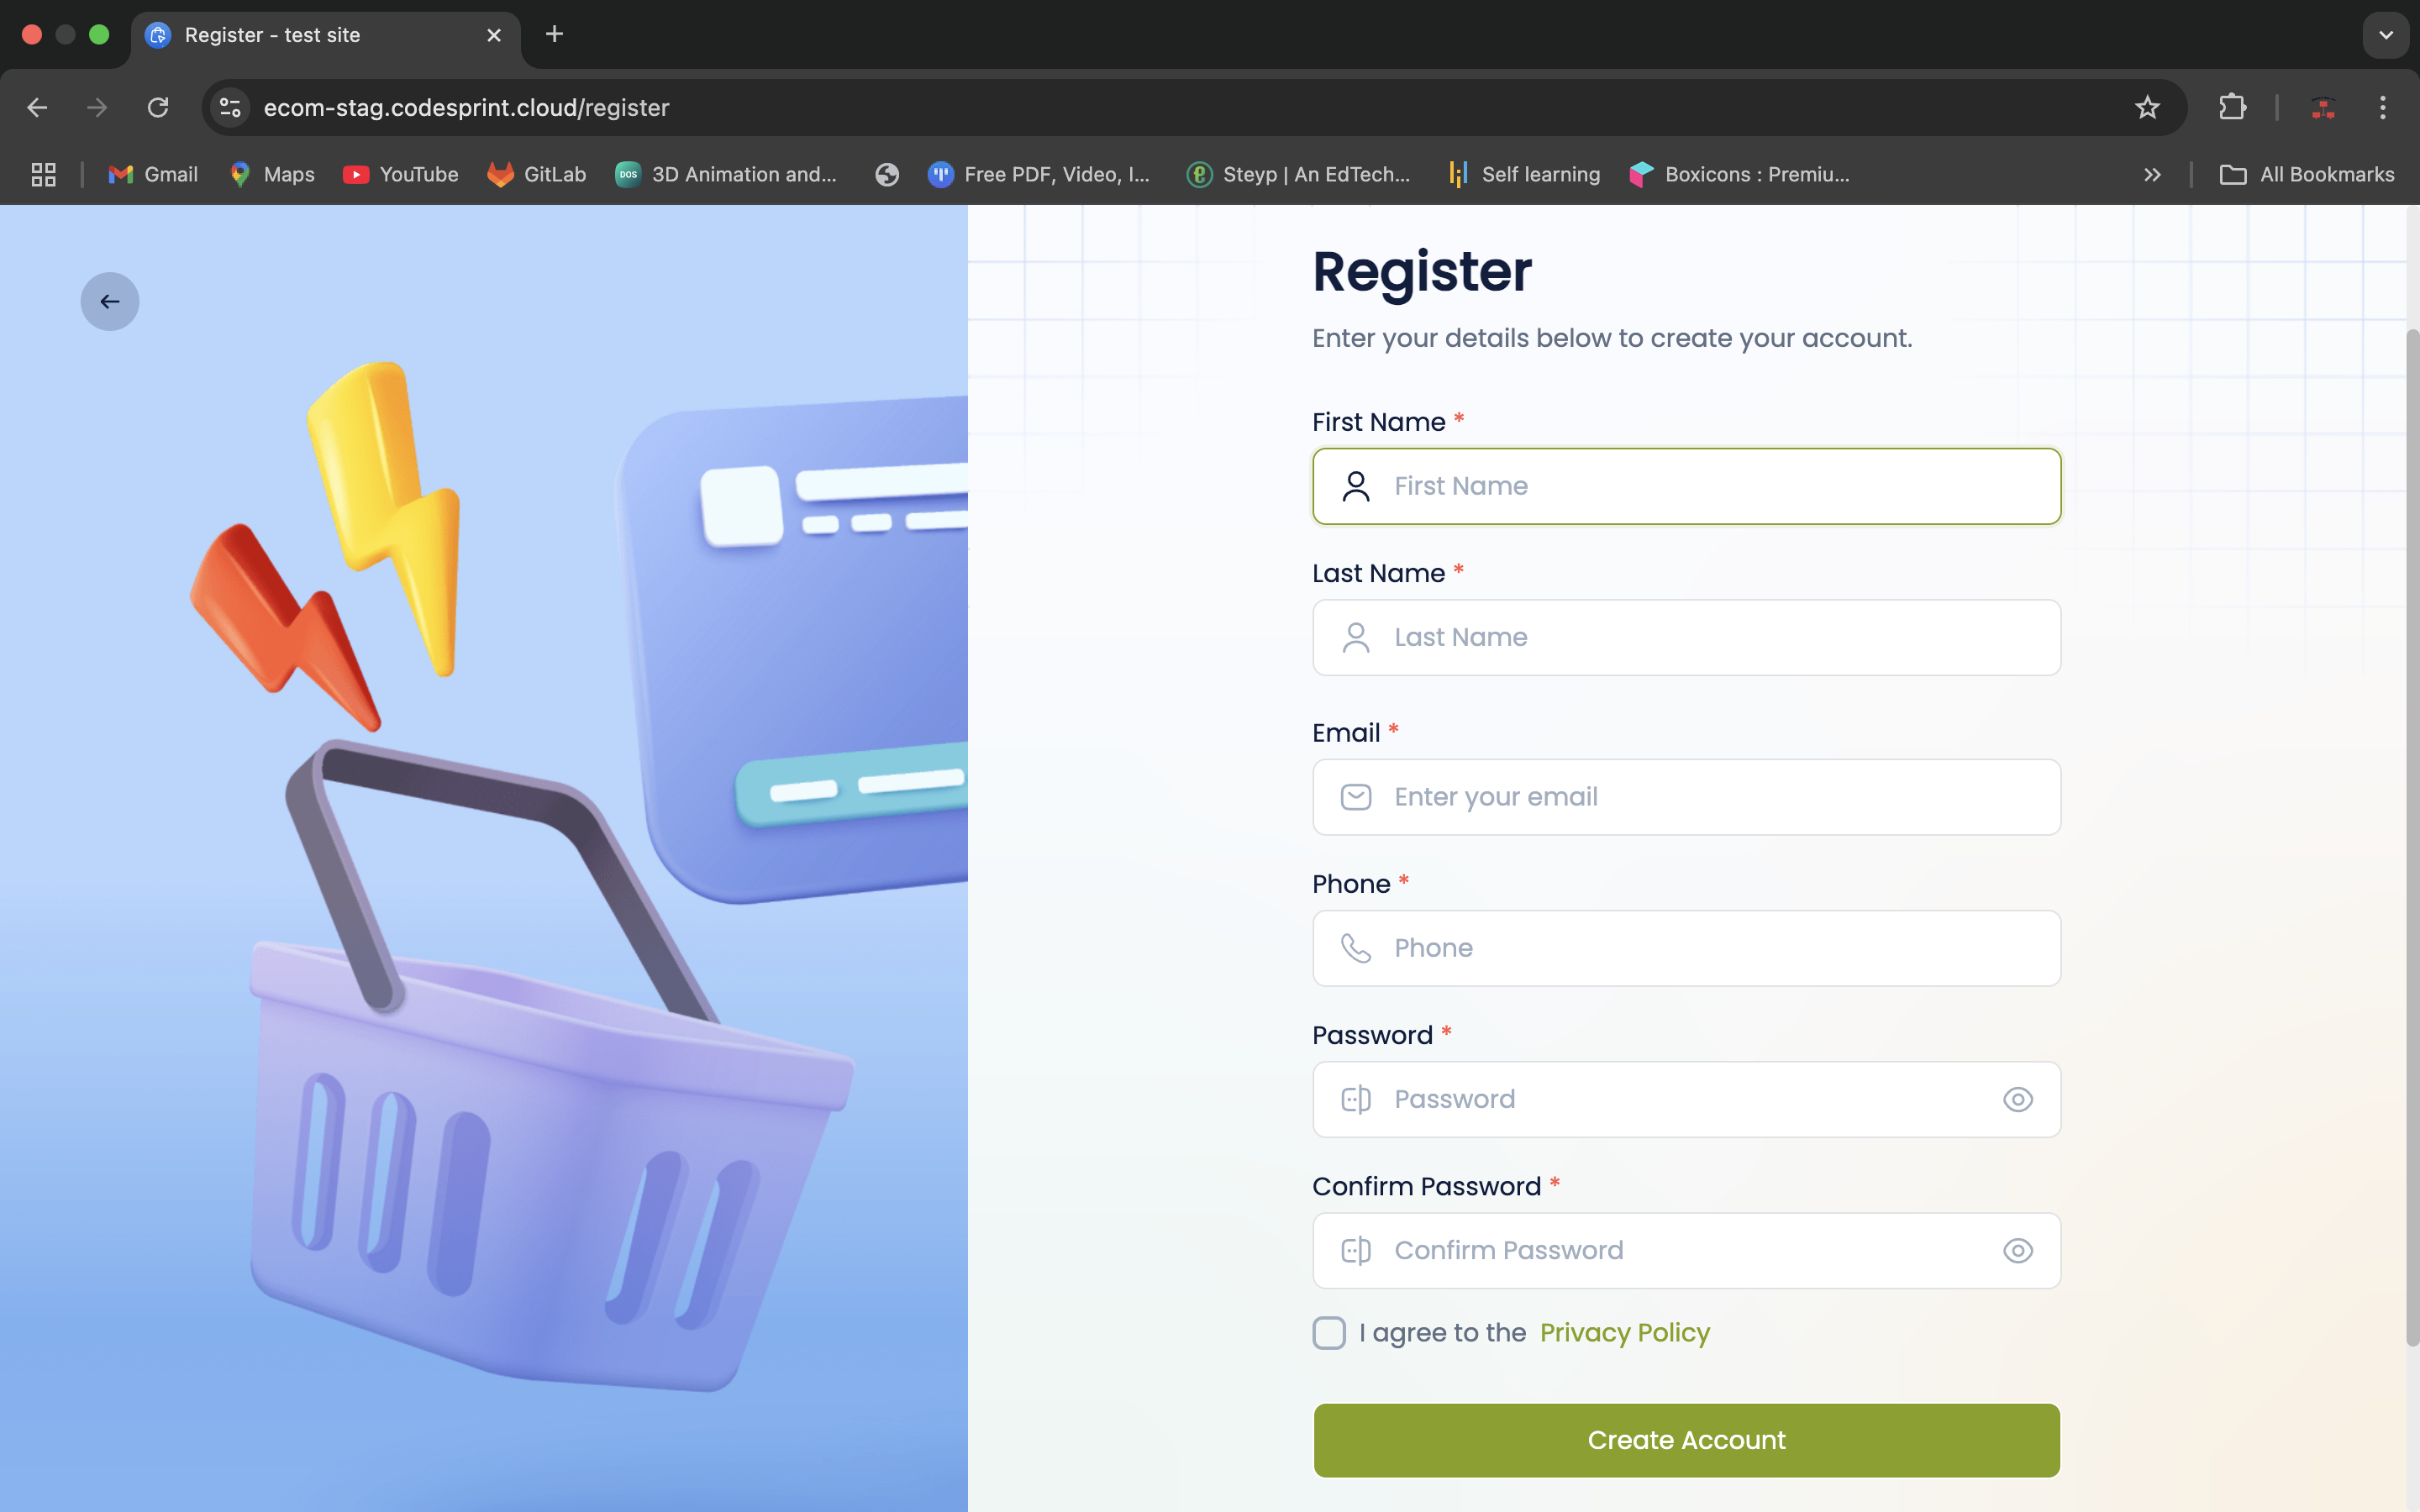 Register - test site
ecom-stag.codesprint.cloud/register
Gmail
Maps
YouTube
GitLab
DOS
3D Animation and...
Free PDF, Video, I...
Steyp | An EdTech...
Self learning
Boxicons : Premiu...
All Bookmarks
Register
Enter your details below to create your account.
First Name *
First Name
Last Name *
Last Name
Email *
Enter your email
Phone *
Phone
Password *
Password
Confirm Password *
Confirm Password
I agree to the Privacy Policy
Create Account